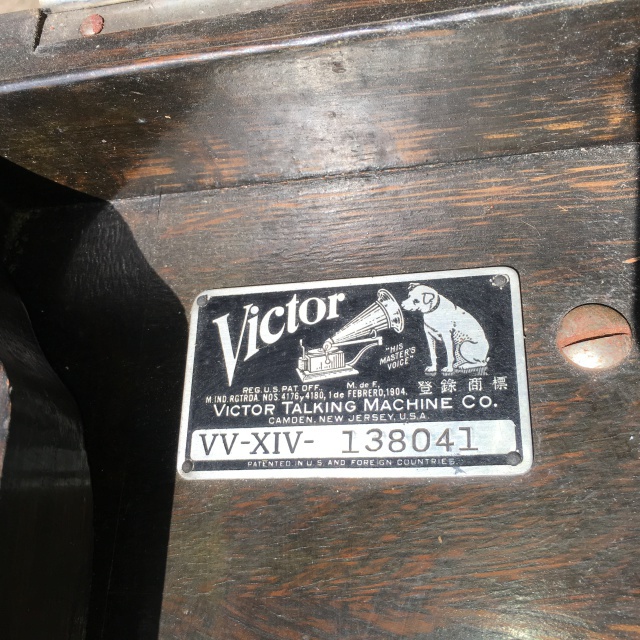 Victor
"HIS
MASTER'S
VOICE"
REG. U.S. PAT. OFF. M. de F.
M. IND. RGTRDA. NOS. 4176 y 4180, 1 de FEBRERO, 1904. 登錄商標
VICTOR TALKING MACHINE CO.
CAMDEN, NEW JERSEY, U.S.A.
VV-XIV- 138041
PATENTED IN U.S. AND FOREIGN COUNTRIES.